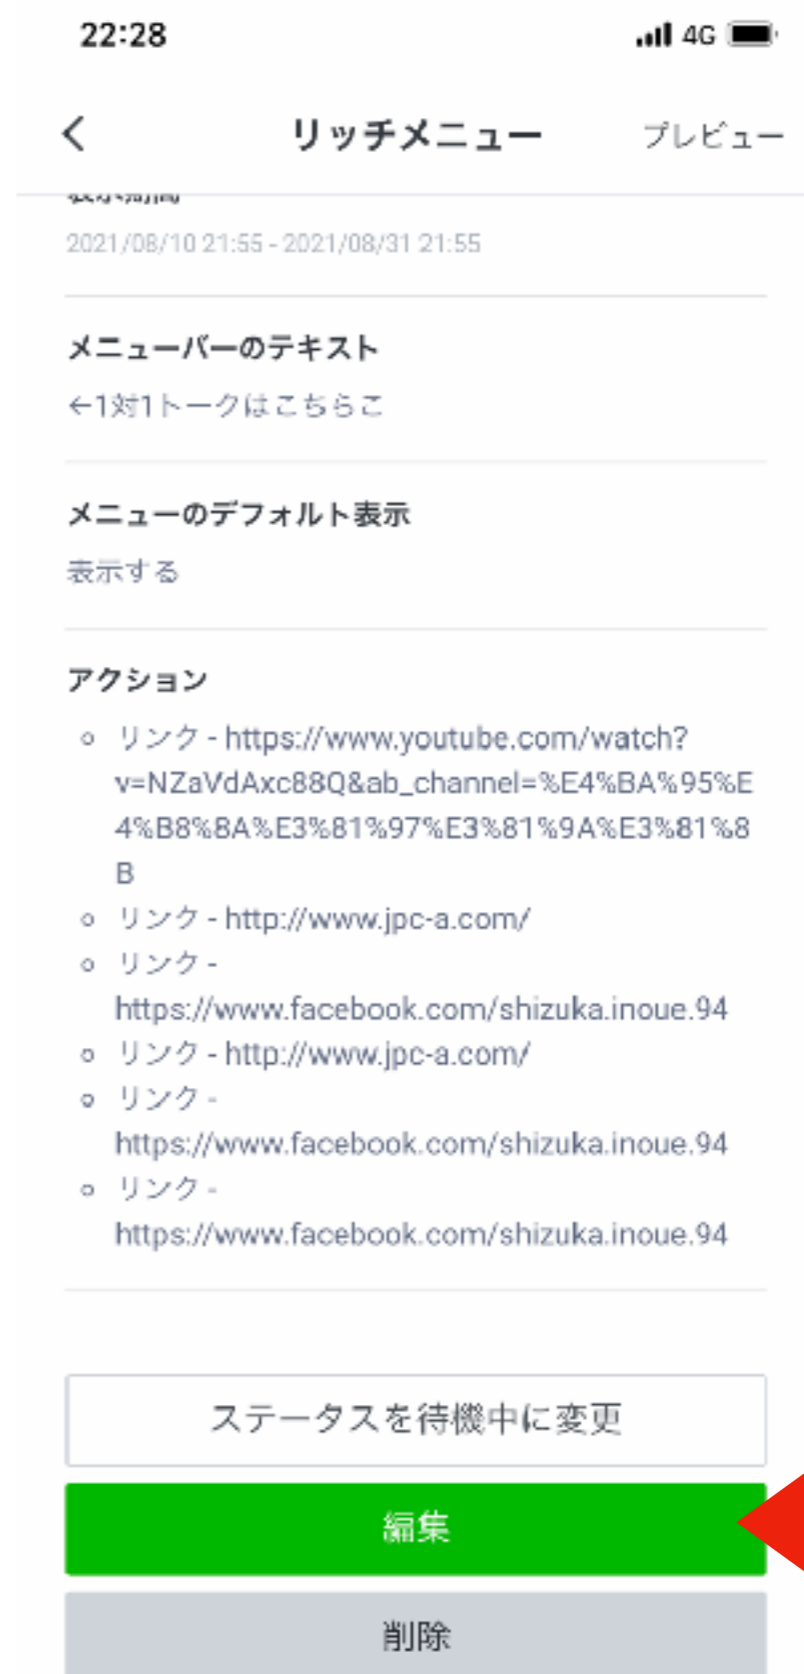 22:28
4G
リッチメニュー
プレビュー
表示期間
2021/08/10 21:55 - 2021/08/31 21:55
メニューバーのテキスト
←1対1トークはこちらこ
メニューのデフォルト表示
表示する
アクション
リンク - https://www.youtube.com/watch?
v=NZaVdAxc88Q&ab_channel=%E4%BA%95%E
4%B8%8A%E3%81%97%E3%81%9A%E3%81%8
B
リンク - http://www.jpc-a.com/
リンク -
https://www.facebook.com/shizuka.inoue.94
リンク - http://www.jpc-a.com/
リンク -
https://www.facebook.com/shizuka.inoue.94
リンク -
https://www.facebook.com/shizuka.inoue.94
ステータスを待機中に変更
編集
削除